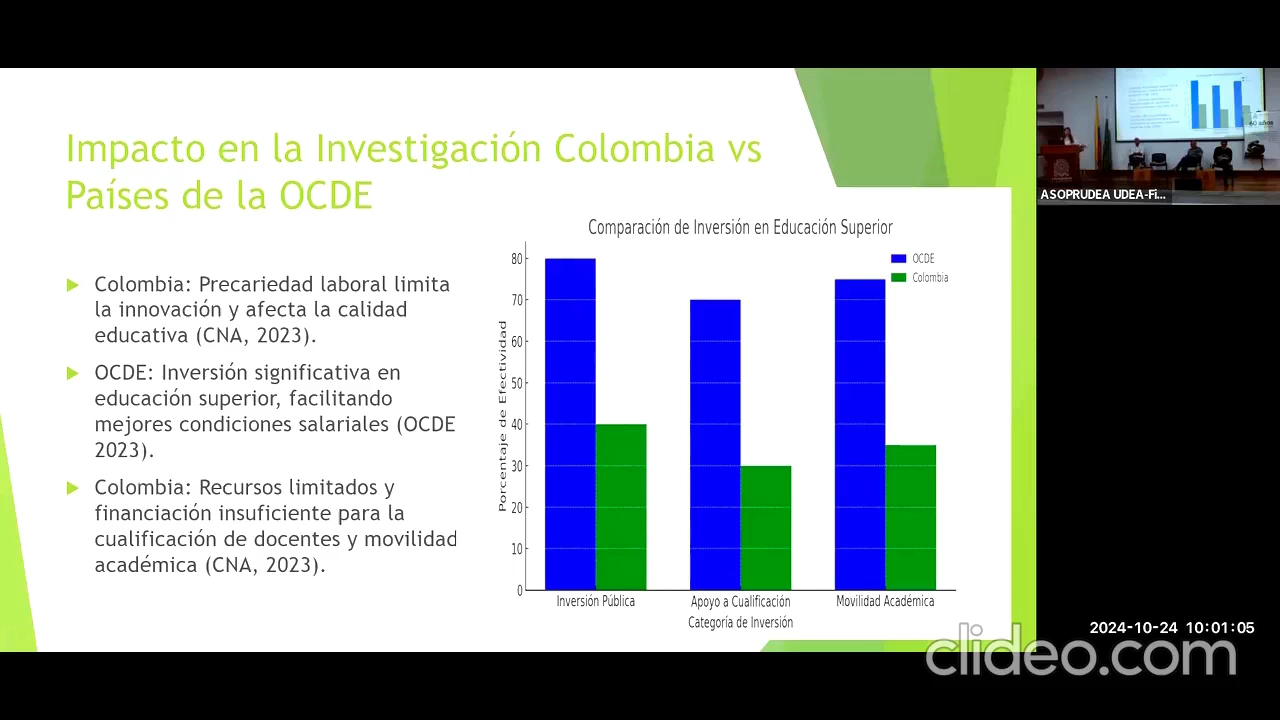 Impacto en la Investigación Colombia vs
Países de la OCDE
Colombia: Precariedad laboral limita
la innovación y afecta la calidad
educativa (CNA, 2023).
OCDE: Inversión significativa en
educación superior, facilitando
mejores condiciones salariales (OCDE
2023).
Colombia: Recursos limitados y
financiación insuficiente para la
cualificación de docentes y movilidad
académica (CNA, 2023).
Comparación de Inversión en Educación Superior
OCDE
Colombia
Porcentaje de Efectividad
80
70
60
50
40
30
20
10
0
Inversión Pública
Apoyo a Cualificación
Movilidad Académica
Categoría de Inversión
60 años
ASOPRUDEA UDEA-Fi...
2024-10-24 10:01:05
clideo.com